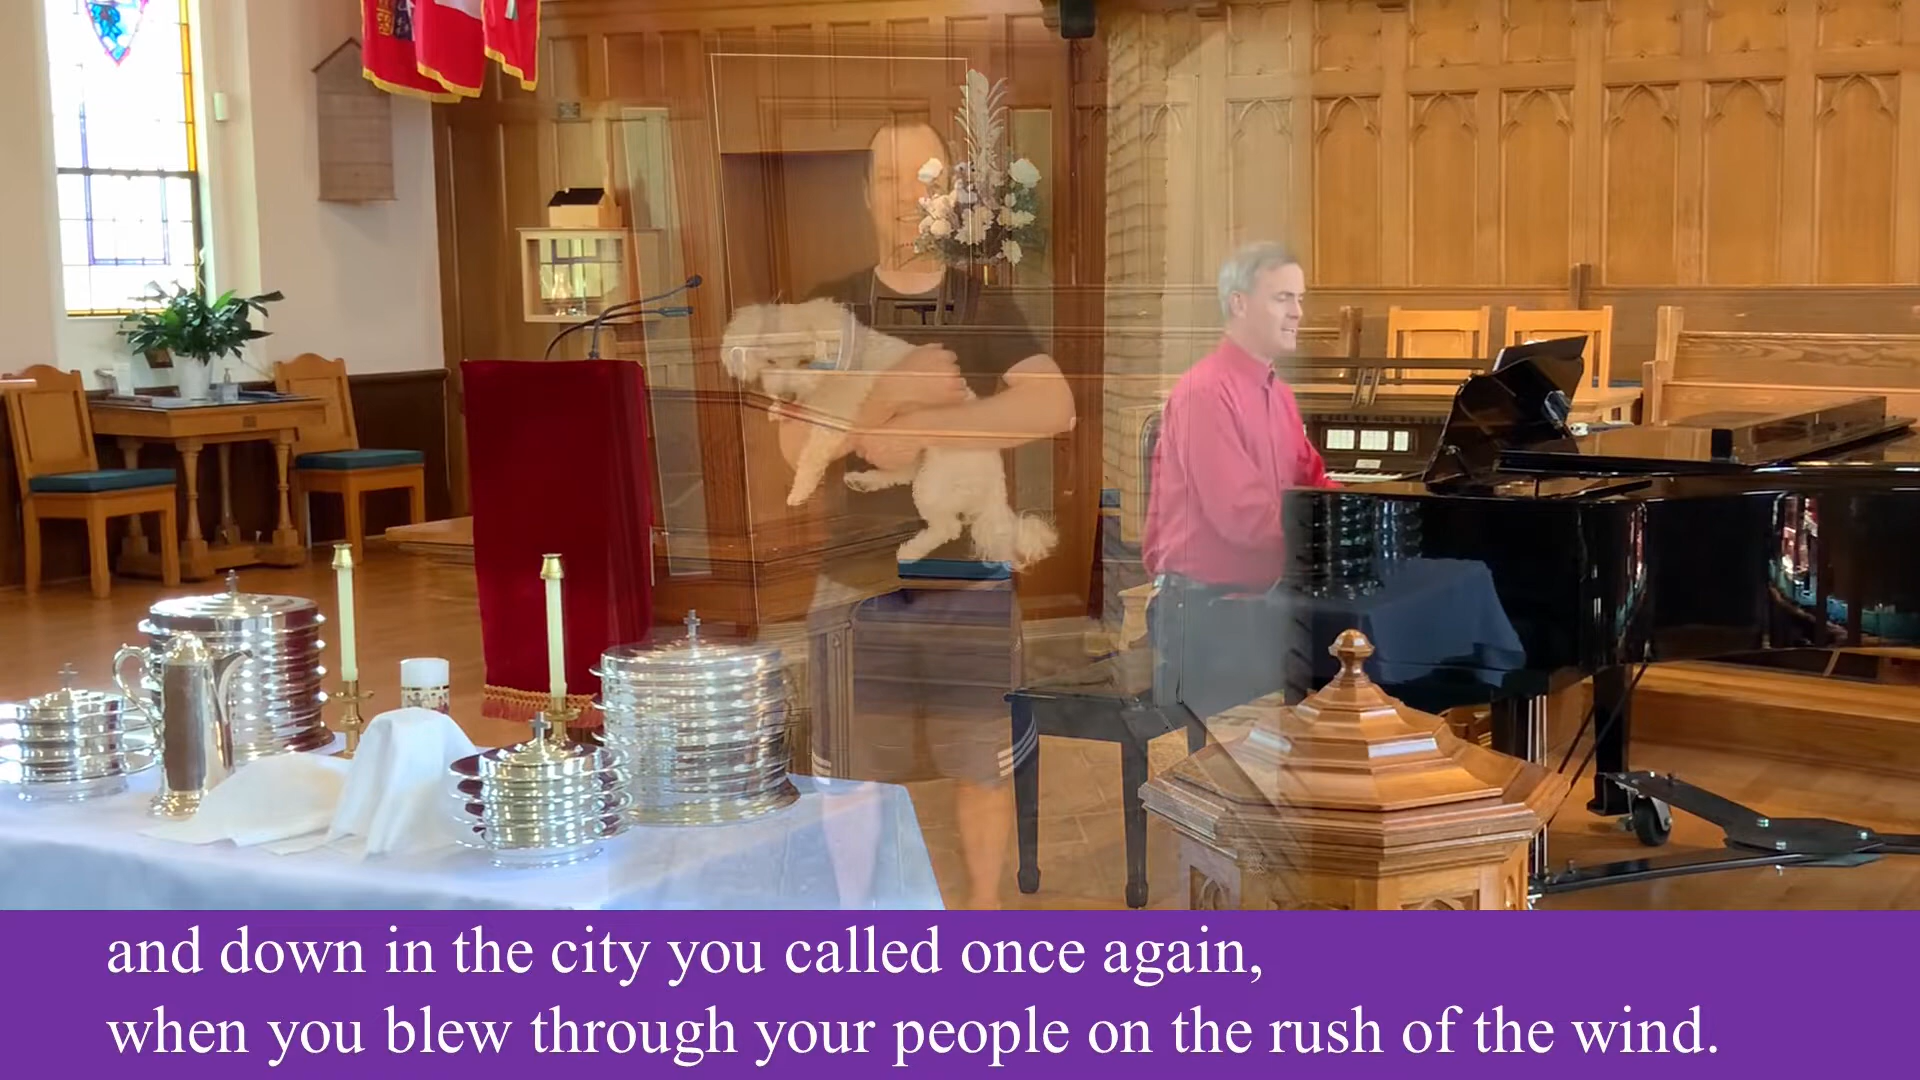 and down in the city you called once again,
when you blew through your people on the rush of the wind.